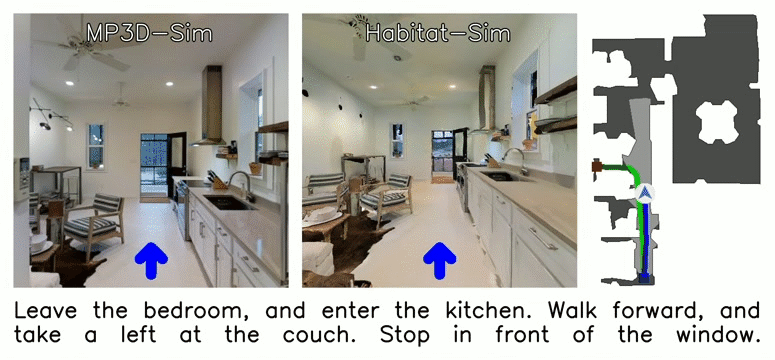 MP3D-Sim
Habitat-Sim
Leave the bedroom, and enter the kitchen. Walk forward, and
take a left at the couch. Stop in front of the window.